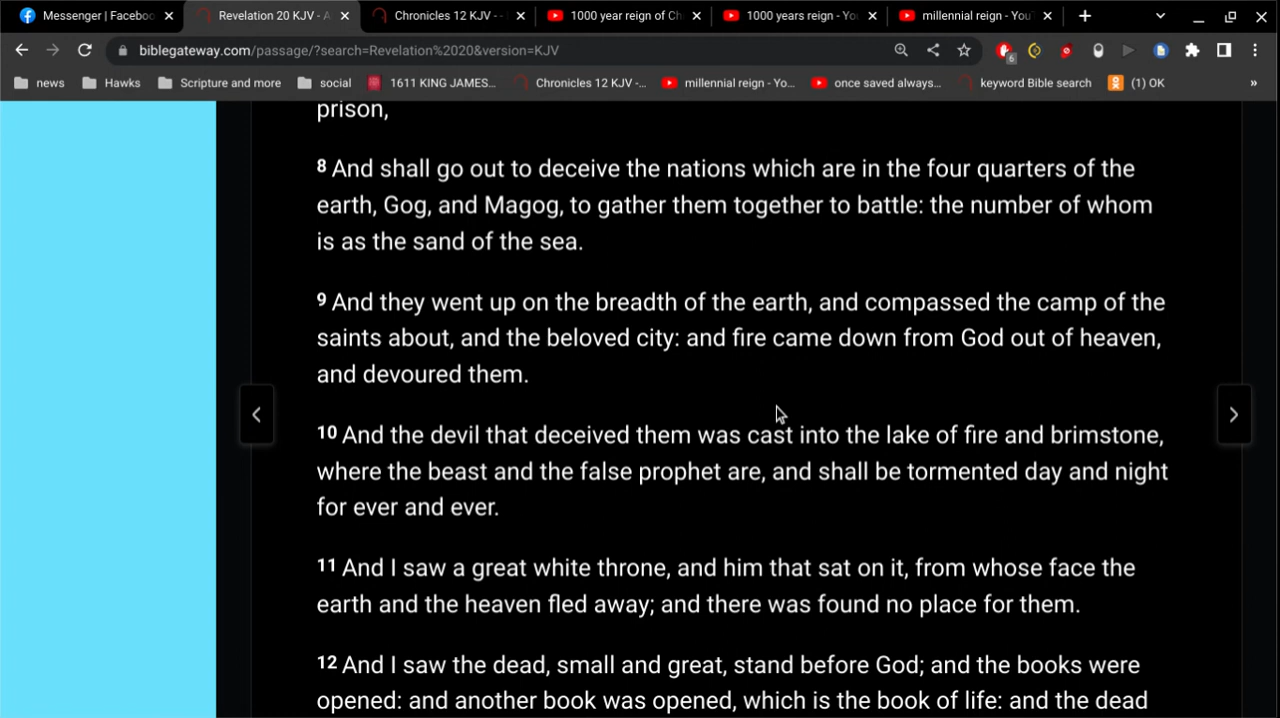 Messenger | Faceboo
Revelation 20 KJV - A
Chronicles 12 KJV - -
1000 year reign of Ch
1000 years reign - Yo
millennial reign - You
biblegateway.com/passage/?search=Revelation%2020&version=KJV
6
news
Hawks
Scripture and more
social
1611 KING JAMES...
Chronicles 12 KJV -...
millennial reign - Yo...
once saved always...
keyword Bible search
(1) OK
»
prison,
8 And shall go out to deceive the nations which are in the four quarters of the
earth, Gog, and Magog, to gather them together to battle: the number of whom
is as the sand of the sea.
9 And they went up on the breadth of the earth, and compassed the camp of the
saints about, and the beloved city: and fire came down from God out of heaven,
and devoured them.
10 And the devil that deceived them was cast into the lake of fire and brimstone,
where the beast and the false prophet are, and shall be tormented day and night
for ever and ever.
11 And I saw a great white throne, and him that sat on it, from whose face the
earth and the heaven fled away; and there was found no place for them.
12 And I saw the dead, small and great, stand before God; and the books were
opened: and another book was opened, which is the book of life: and the dead